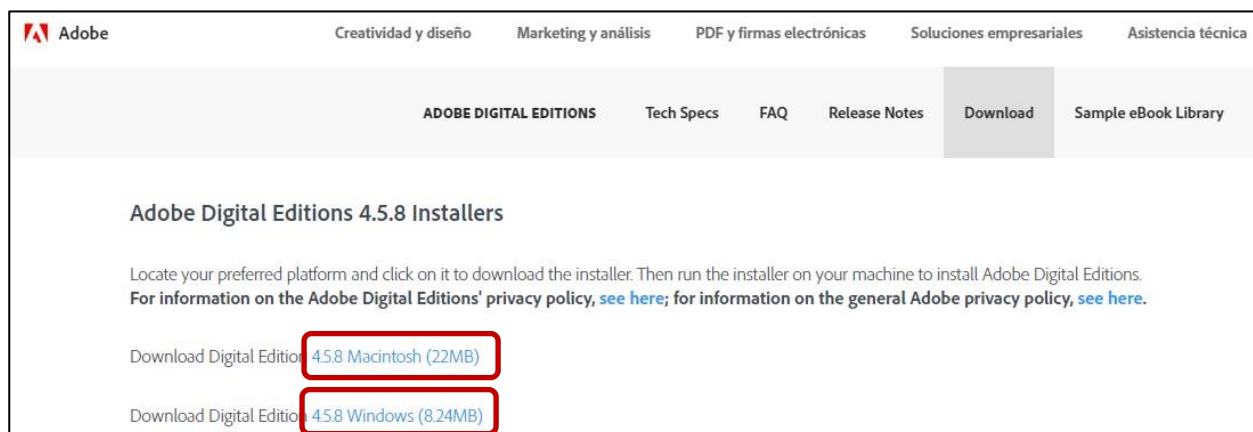 Adobe Creatividad y diseño Marketing y análisis PDF y firmas electrónicas Soluciones empresariales Asistencia técnica
ADOBE DIGITAL EDITIONS Tech Specs FAQ Release Notes Download Sample eBook Library
Adobe Digital Editions 4.5.8 Installers
Locate your preferred platform and click on it to download the installer. Then run the installer on your machine to install Adobe Digital Editions.
For information on the Adobe Digital Editions' privacy policy, see here; for information on the general Adobe privacy policy, see here.
Download Digital Edition 4.5.8 Macintosh (22MB)
Download Digital Edition 4.5.8 Windows (8.24MB)